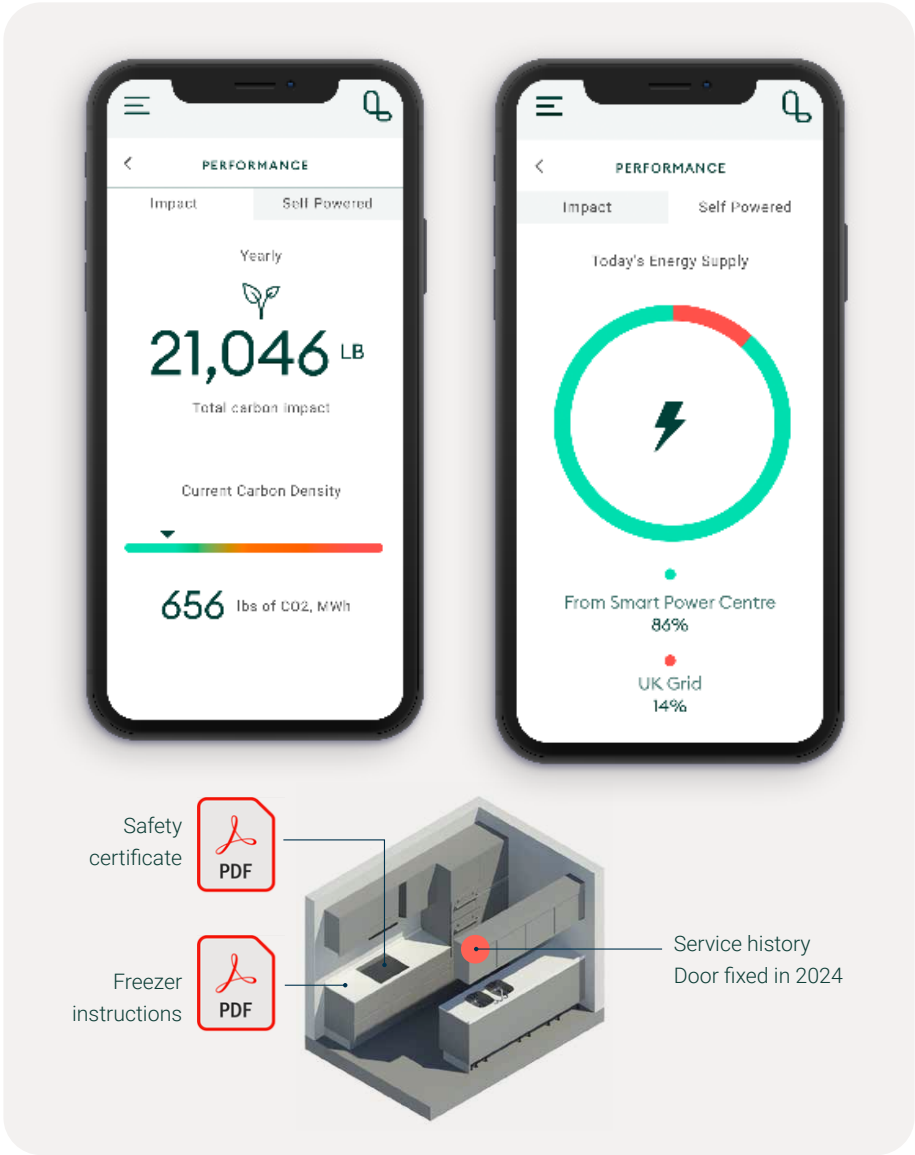 PERFORMANCE
Impact
Self Powered
Yearly
21,046 LB
Total carbon impact
Current Carbon Density
656 lbs of CO2, MWh
PERFORMANCE
Impact
Self Powered
Today's Energy Supply
From Smart Power Centre
86%
UK Grid
14%
Safety
certificate
PDF
Freezer
instructions
PDF
Service history
Door fixed in 2024